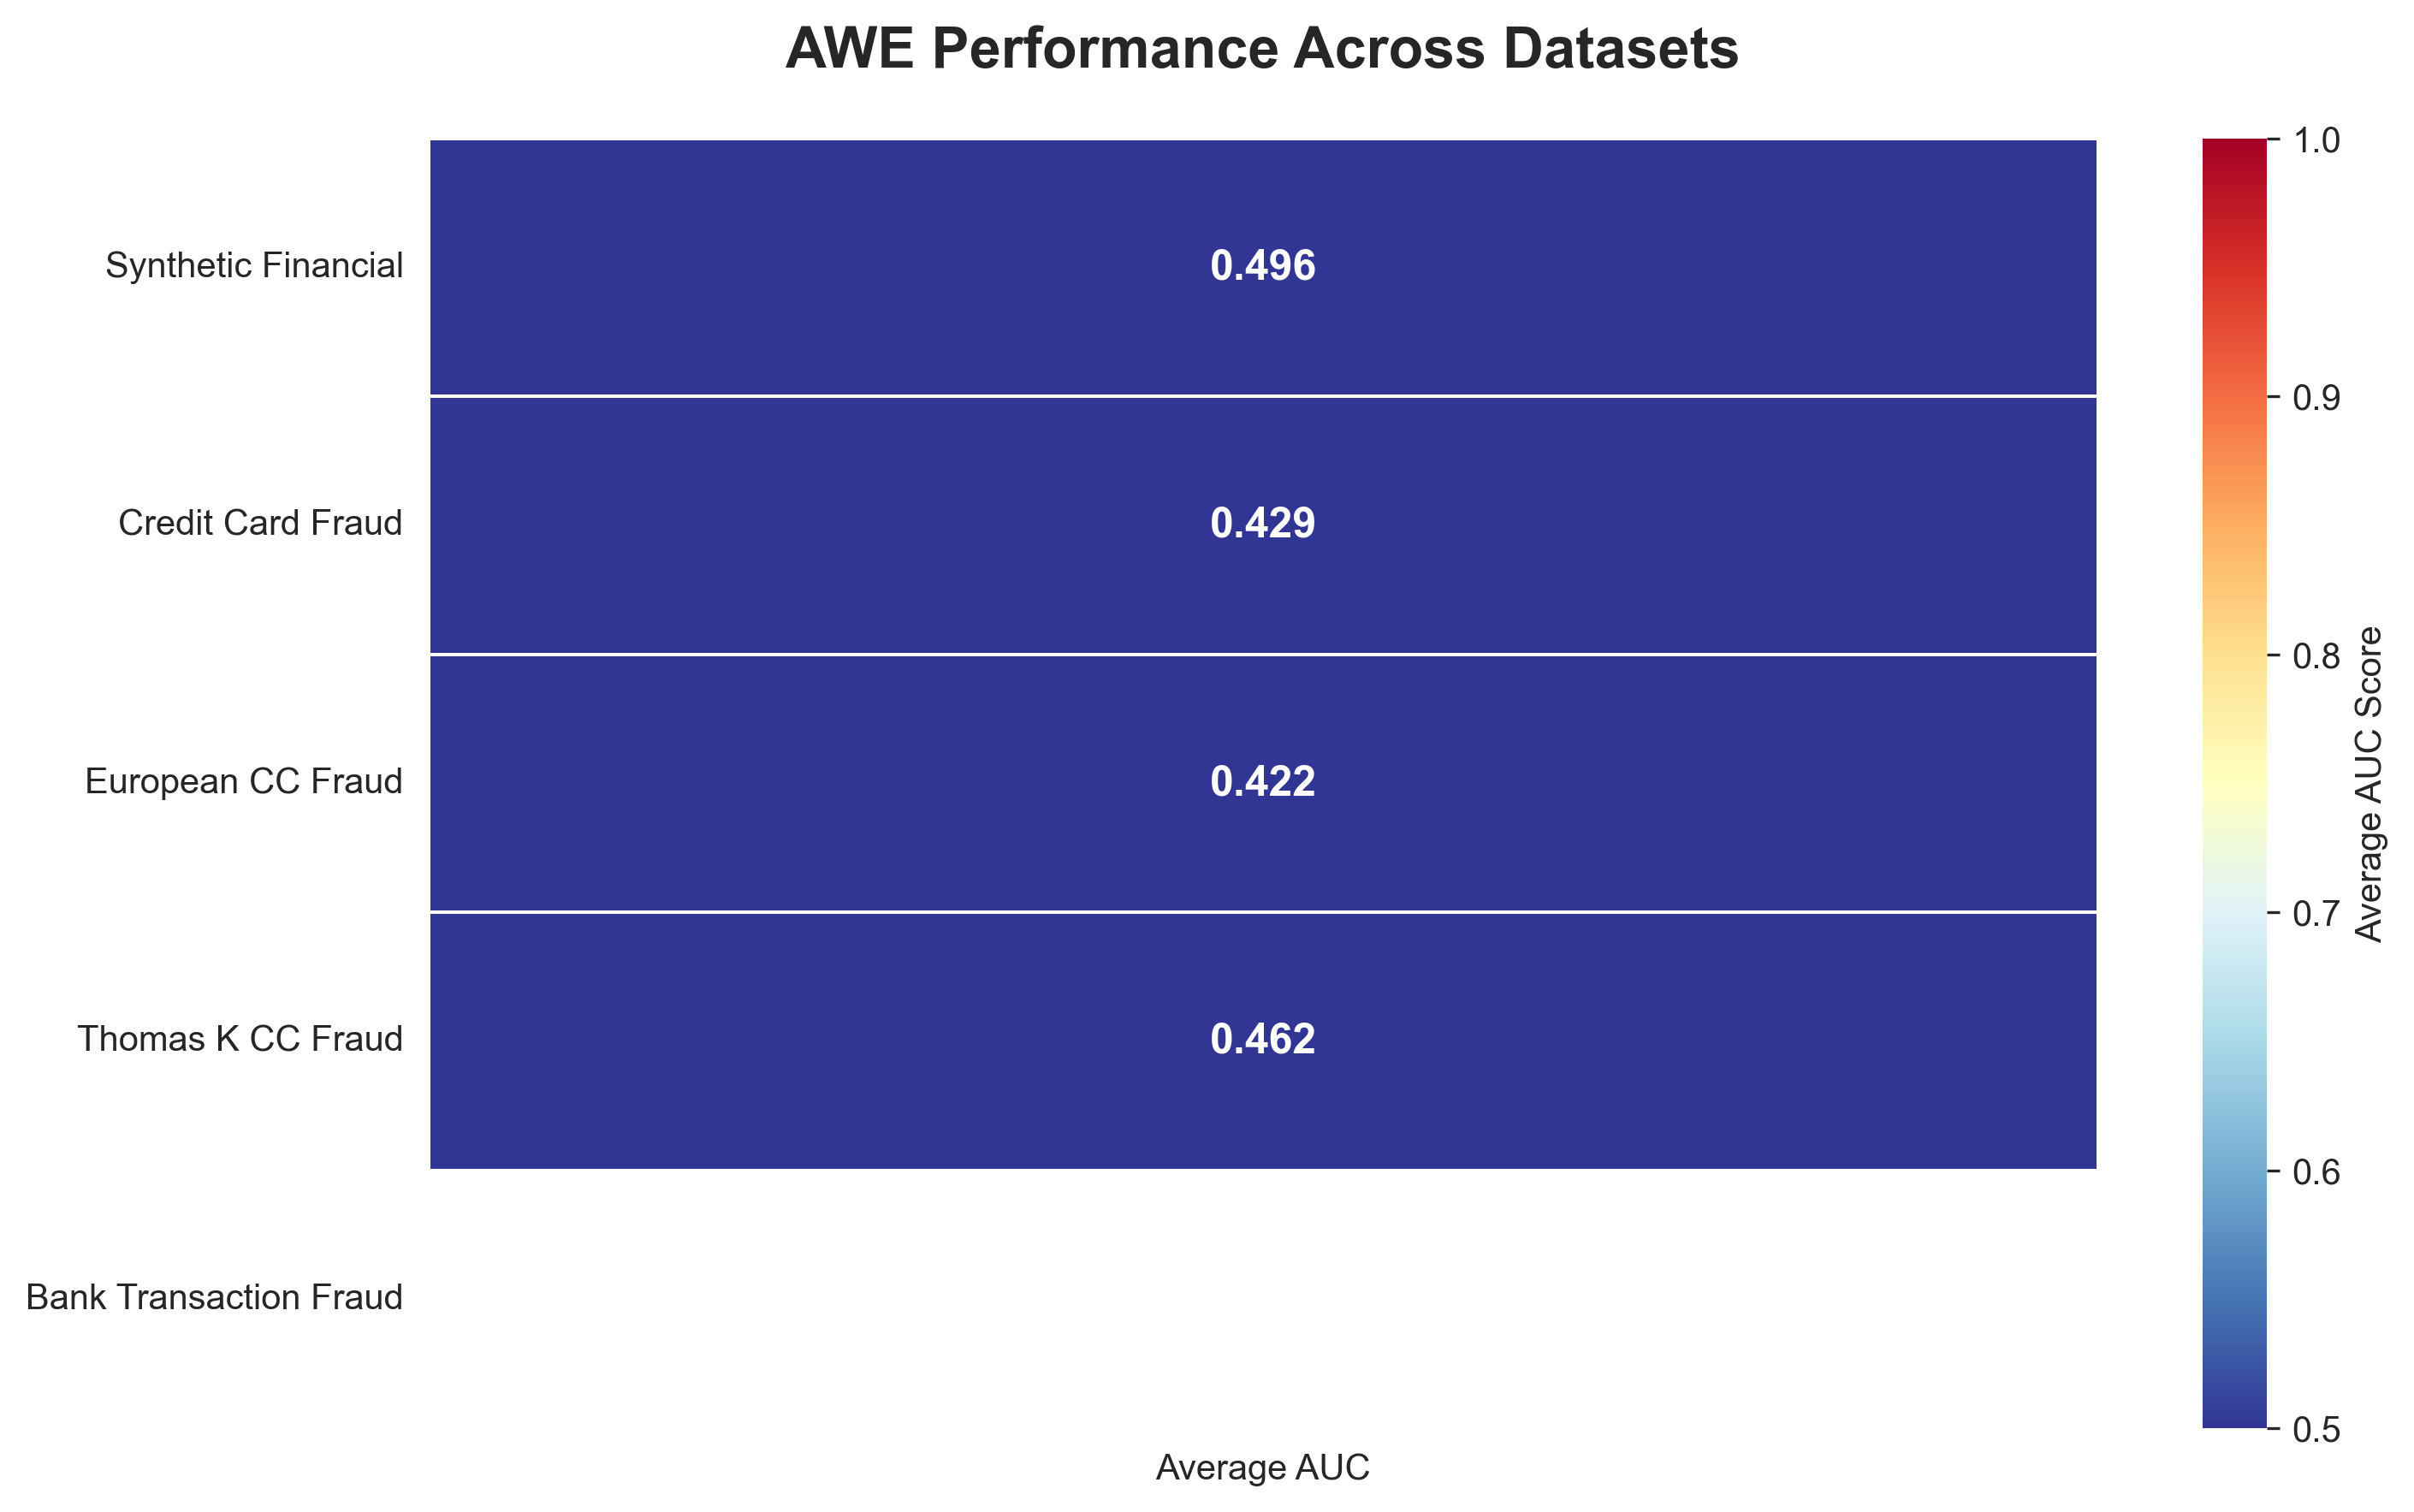 AWE Performance Across Datasets
Synthetic Financial
0.496
Credit Card Fraud
0.429
European CC Fraud
0.422
Thomas K CC Fraud
0.462
Bank Transaction Fraud
Average AUC
1.0
0.9
0.8
0.7
0.6
0.5
Average AUC Score